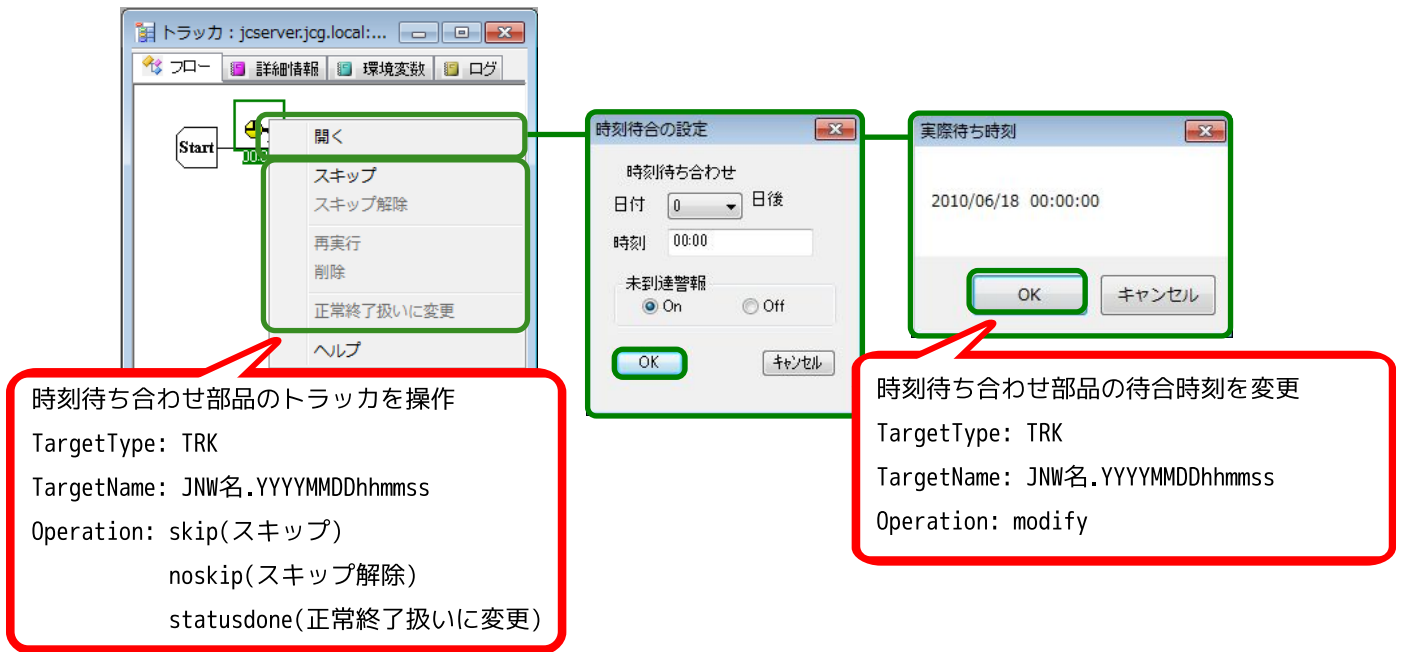 トラッカ：jcserver.jcg.local:...
フロー 詳細情報 環境変数 ログ
Start
開く
スキップ
スキップ解除
再実行
削除
正常終了扱いに変更
ヘルプ
時刻待合の設定
時刻待ち合わせ
日付 0 日後
時刻 00:00
未到達警報
On Off
OK キャンセル
実際待ち時刻
2010/06/18 00:00:00
OK キャンセル
時刻待ち合わせ部品のトラッカを操作
TargetType: TRK
TargetName: JNW名.YYYYMMDDhhmmss
Operation: skip(スキップ)
noskip(スキップ解除)
statusdone(正常終了扱いに変更)
時刻待ち合わせ部品の待合時刻を変更
TargetType: TRK
TargetName: JNW名.YYYYMMDDhhmmss
Operation: modify